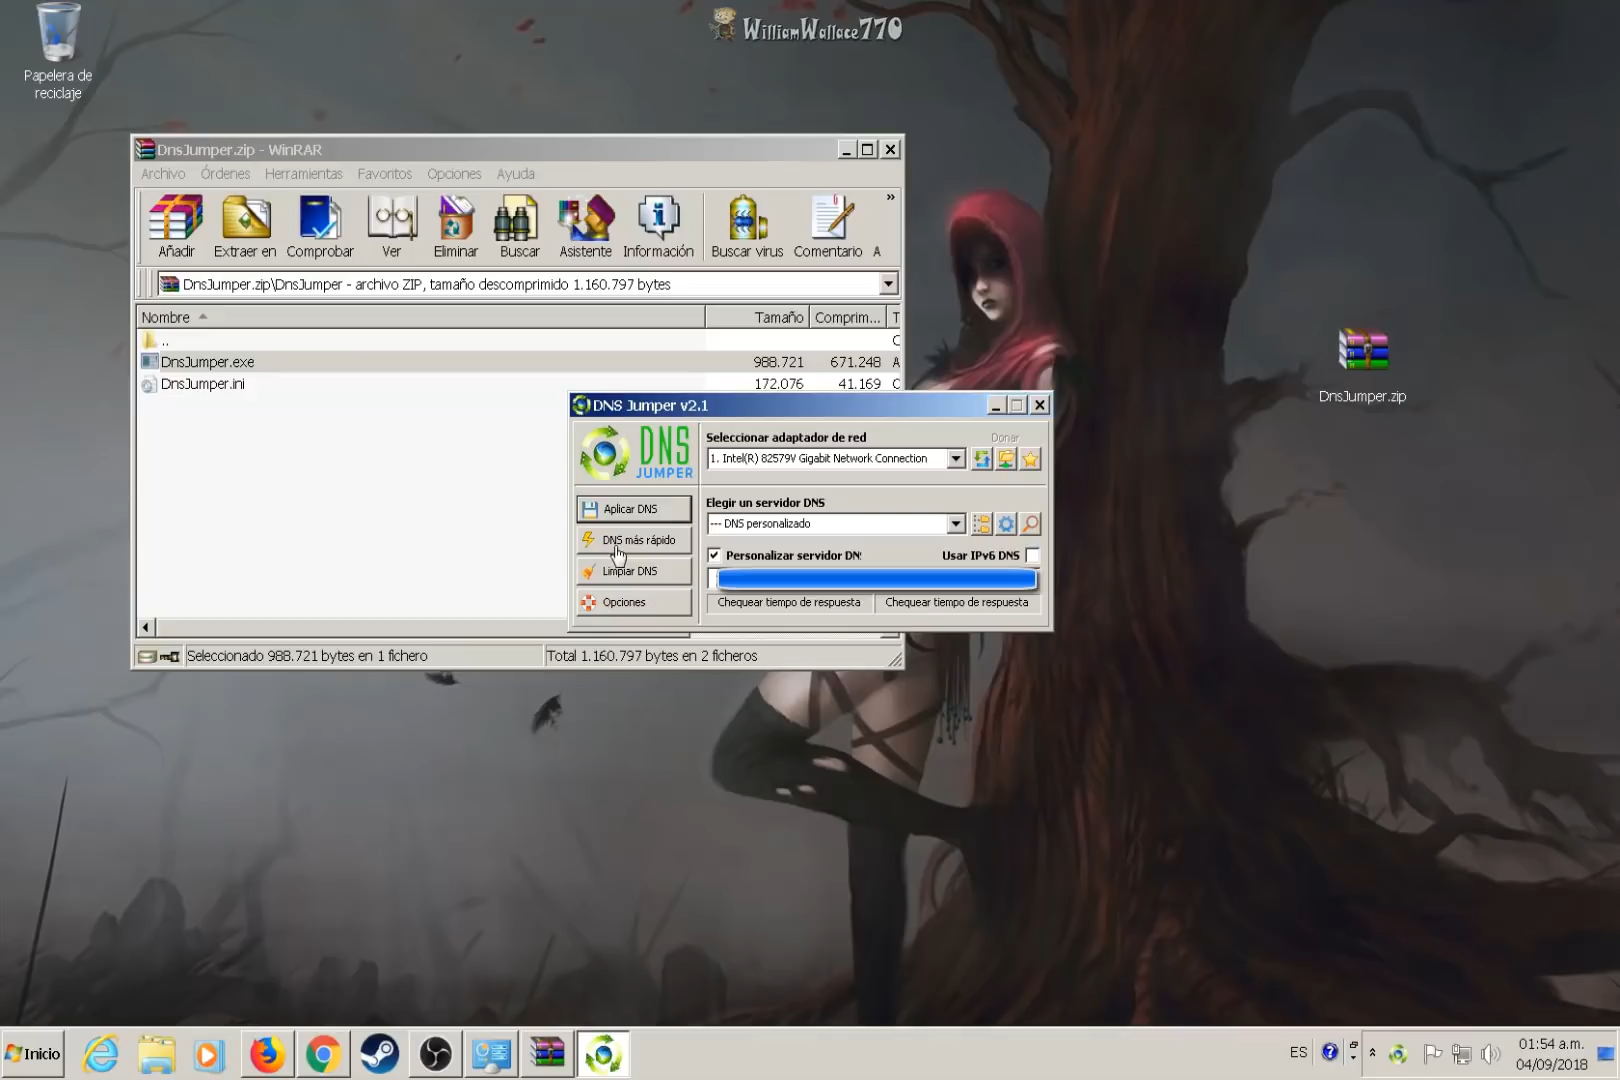 WilliamWallace770
Papelera de
reciclaje
DnsJumper.zip - WinRAR
Archivo Órdenes Herramientas Favoritos Opciones Ayuda
Añadir Extraer en Comprobar Ver Eliminar Buscar Asistente Información Buscar virus Comentario A
»
DnsJumper.zip\DnsJumper - archivo ZIP, tamaño descomprimido 1.160.797 bytes
Nombre Tamaño Comprim... T
.. C
DnsJumper.exe 988.721 671.248 A
DnsJumper.ini 172.076 41.169 C
DnsJumper.zip
DNS Jumper v2.1
DNS
JUMPER
Seleccionar adaptador de red Donar
1. Intel(R) 82579V Gigabit Network Connection
Elegir un servidor DNS
--- DNS personalizado
Personalizar servidor DN Usar IPv6 DNS
Chequear tiempo de respuesta Chequear tiempo de respuesta
Aplicar DNS
DNS más rápido
Limpiar DNS
Opciones
Seleccionado 988.721 bytes en 1 fichero Total 1.160.797 bytes en 2 ficheros
Inicio
ES
01:54 a.m.
04/09/2018